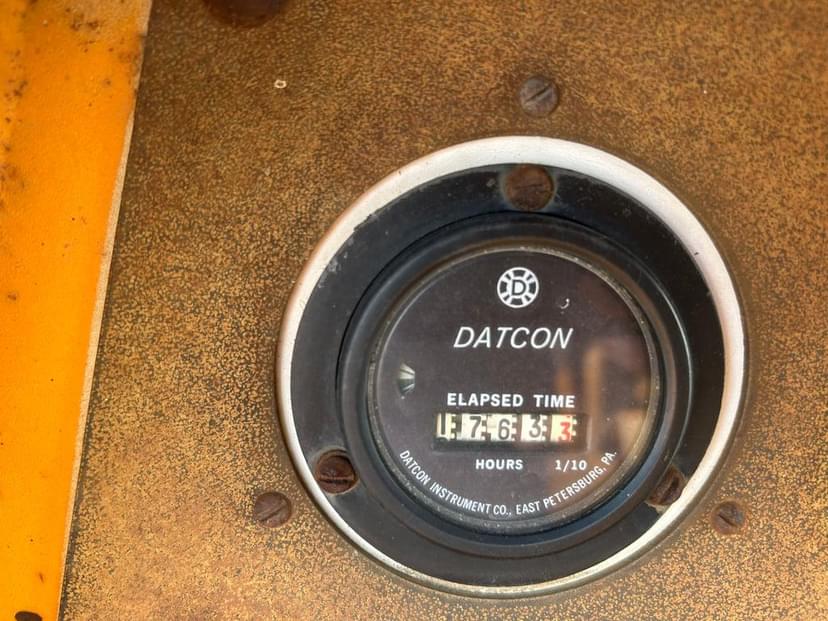 D
DATCON
ELAPSED TIME
17633
HOURS 1/10
DATCON INSTRUMENT CO., EAST PETERSBURG, PA.